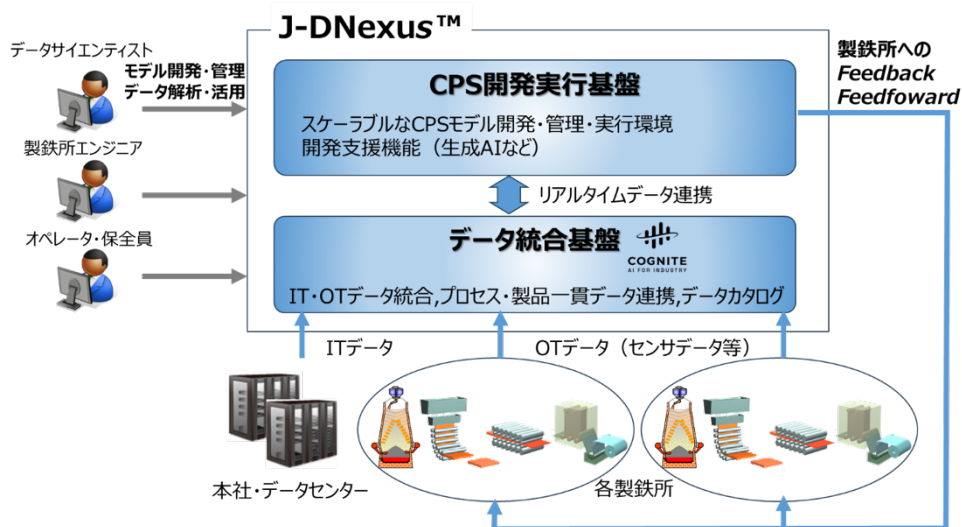 J-DNexus™
データサイエンティスト
モデル開発・管理
データ解析・活用
製鉄所エンジニア
オペレータ・保全員
CPS開発実行基盤
スケーラブルなCPSモデル開発・管理・実行環境
開発支援機能（生成AIなど）
リアルタイムデータ連携
データ統合基盤
COGNITE
AI FOR INDUSTRY
IT・OTデータ統合,プロセス・製品一貫データ連携,データカタログ
製鉄所への
Feedback
Feedfoward
ITデータ
OTデータ（センサデータ等）
本社・データセンター
各製鉄所